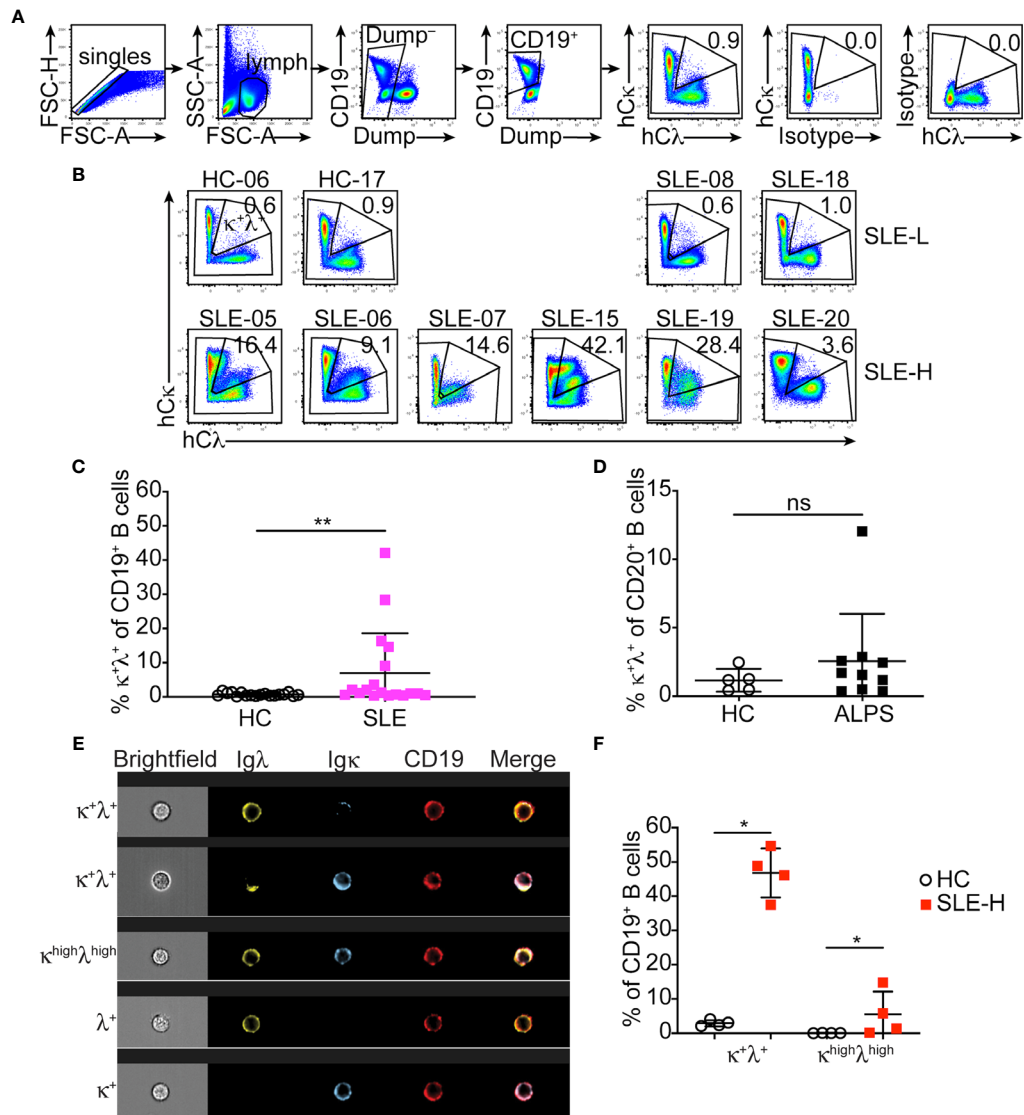 A
FSC-H
singles
FSC-A
SSC-A
lymph
FSC-A
CD19
Dump⁻
Dump
CD19
CD19⁺
Dump
hCκ
0.9
hCλ
hCκ
0.0
Isotype
Isotype
0.0
hCλ
B
HC-06
0.6
κ⁺λ⁺
HC-17
0.9
SLE-08
0.6
SLE-18
1.0
SLE-L
SLE-05
16.4
SLE-06
9.1
SLE-07
14.6
SLE-15
42.1
SLE-19
28.4
SLE-20
3.6
SLE-H
hCκ
hCλ
C
% κ⁺λ⁺ of CD19⁺ B cells
60
50
40
30
20
10
0
**
HC
SLE
D
% κ⁺λ⁺ of CD20⁺ B cells
15
10
5
0
ns
HC
ALPS
E
Brightfield Igλ Igκ CD19 Merge
κ⁺λ⁺
κ⁺λ⁺
κʰⁱᵍʰλʰⁱᵍʰ
λ⁺
κ⁺
F
% of CD19⁺ B cells
60
50
40
30
20
10
0
*
*
κ⁺λ⁺
κʰⁱᵍʰλʰⁱᵍʰ
HC
SLE-H